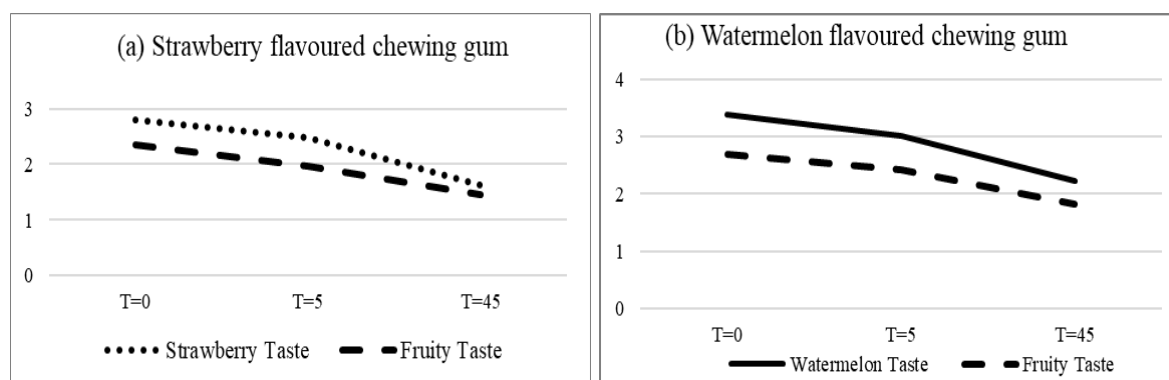 (a) Strawberry flavoured chewing gum
3
2
1
0
T=0 T=5 T=45
Strawberry Taste Fruity Taste
(b) Watermelon flavoured chewing gum
4
3
2
1
0
T=0 T=5 T=45
Watermelon Taste Fruity Taste